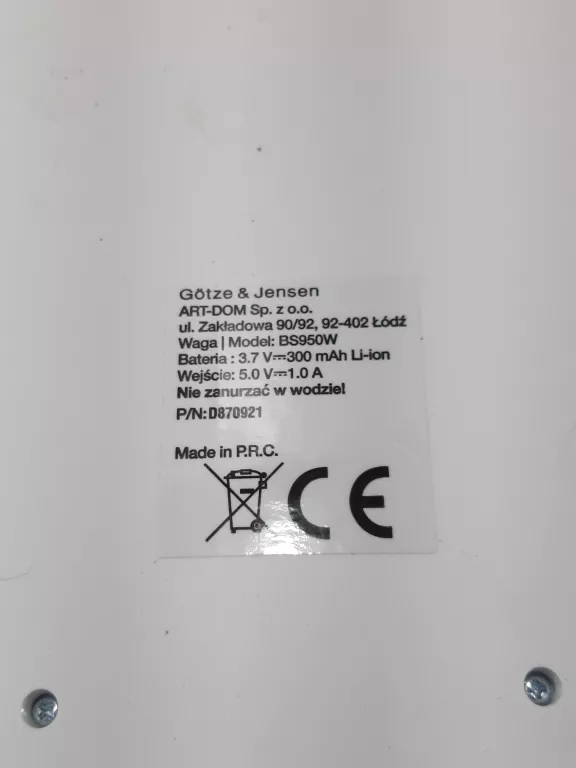 Götze & Jensen
ART-DOM Sp. z o.o.
ul. Zakładowa 90/92, 92-402 Łódź
Waga | Model: BS950W
Bateria : 3.7 V⎓300 mAh Li-ion
Wejście: 5.0 V⎓1.0 A
Nie zanurzać w wodzie!
P/N: D870921
Made in P.R.C.
CE